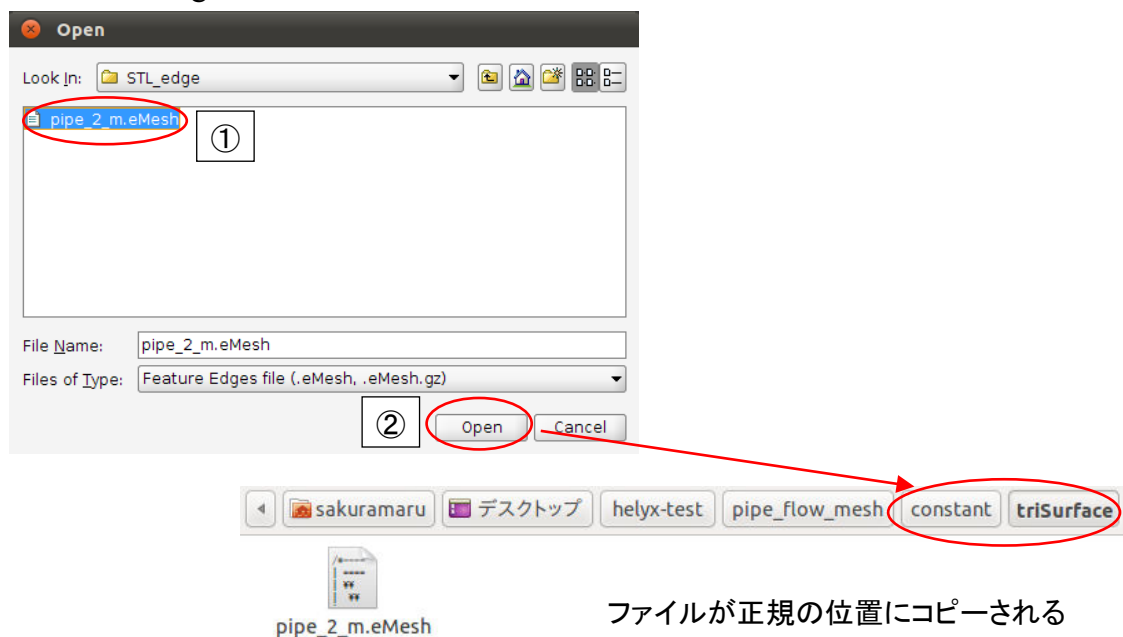 Open
Look In: STL_edge
pipe_2_m.eMesh
①
File Name: pipe_2_m.eMesh
Files of Type: Feature Edges file (.eMesh, .eMesh.gz)
② Open Cancel
sakuramaru デスクトップ helyx-test pipe_flow_mesh constant triSurface
pipe_2_m.eMesh
ファイルが正規の位置にコピーされる